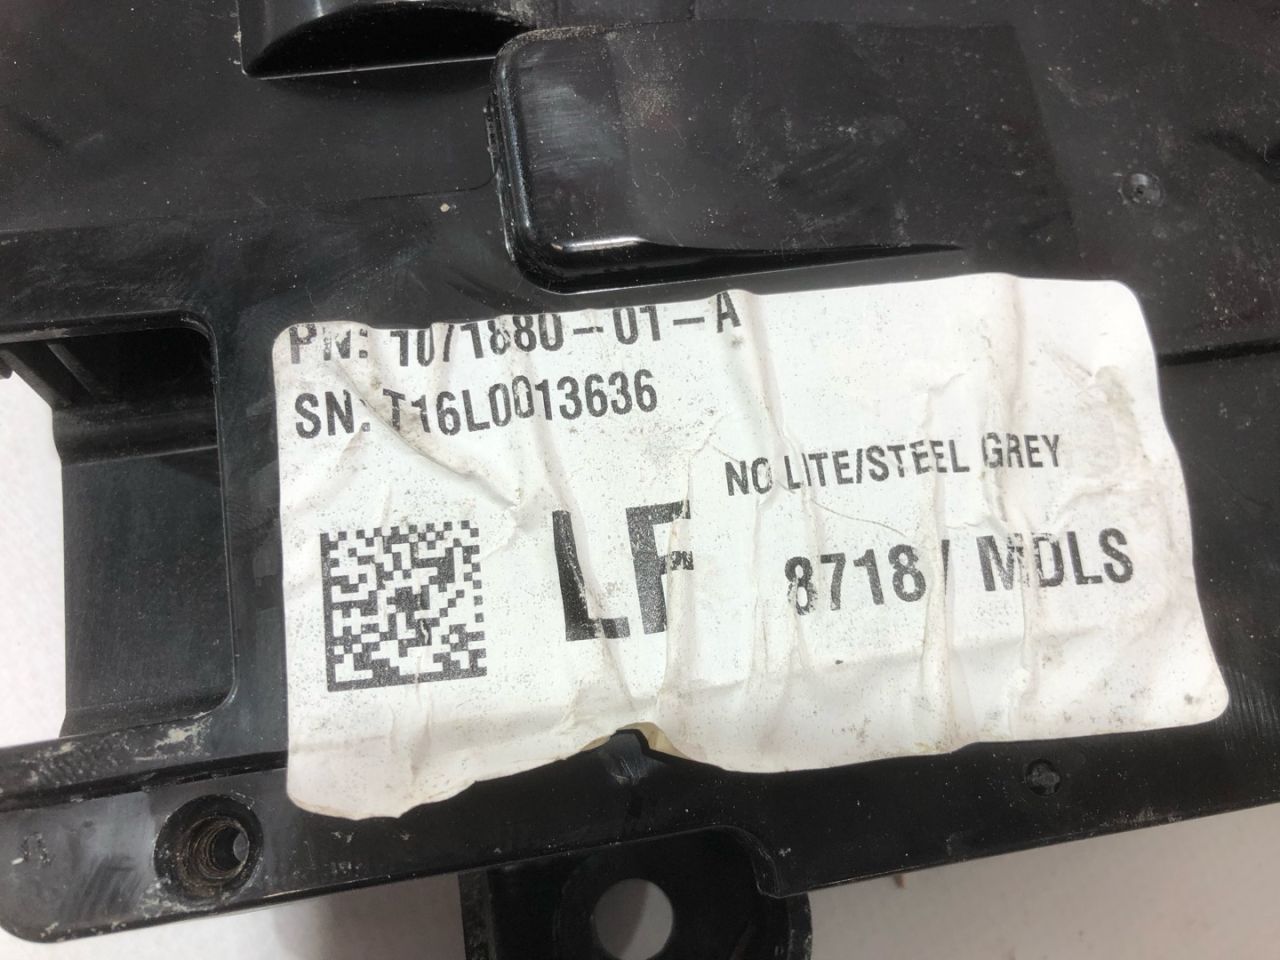 PN: 1071880-01-A
SN: T16L0013636
NO LITE/STEEL GREY
LF
8718 / MDLS